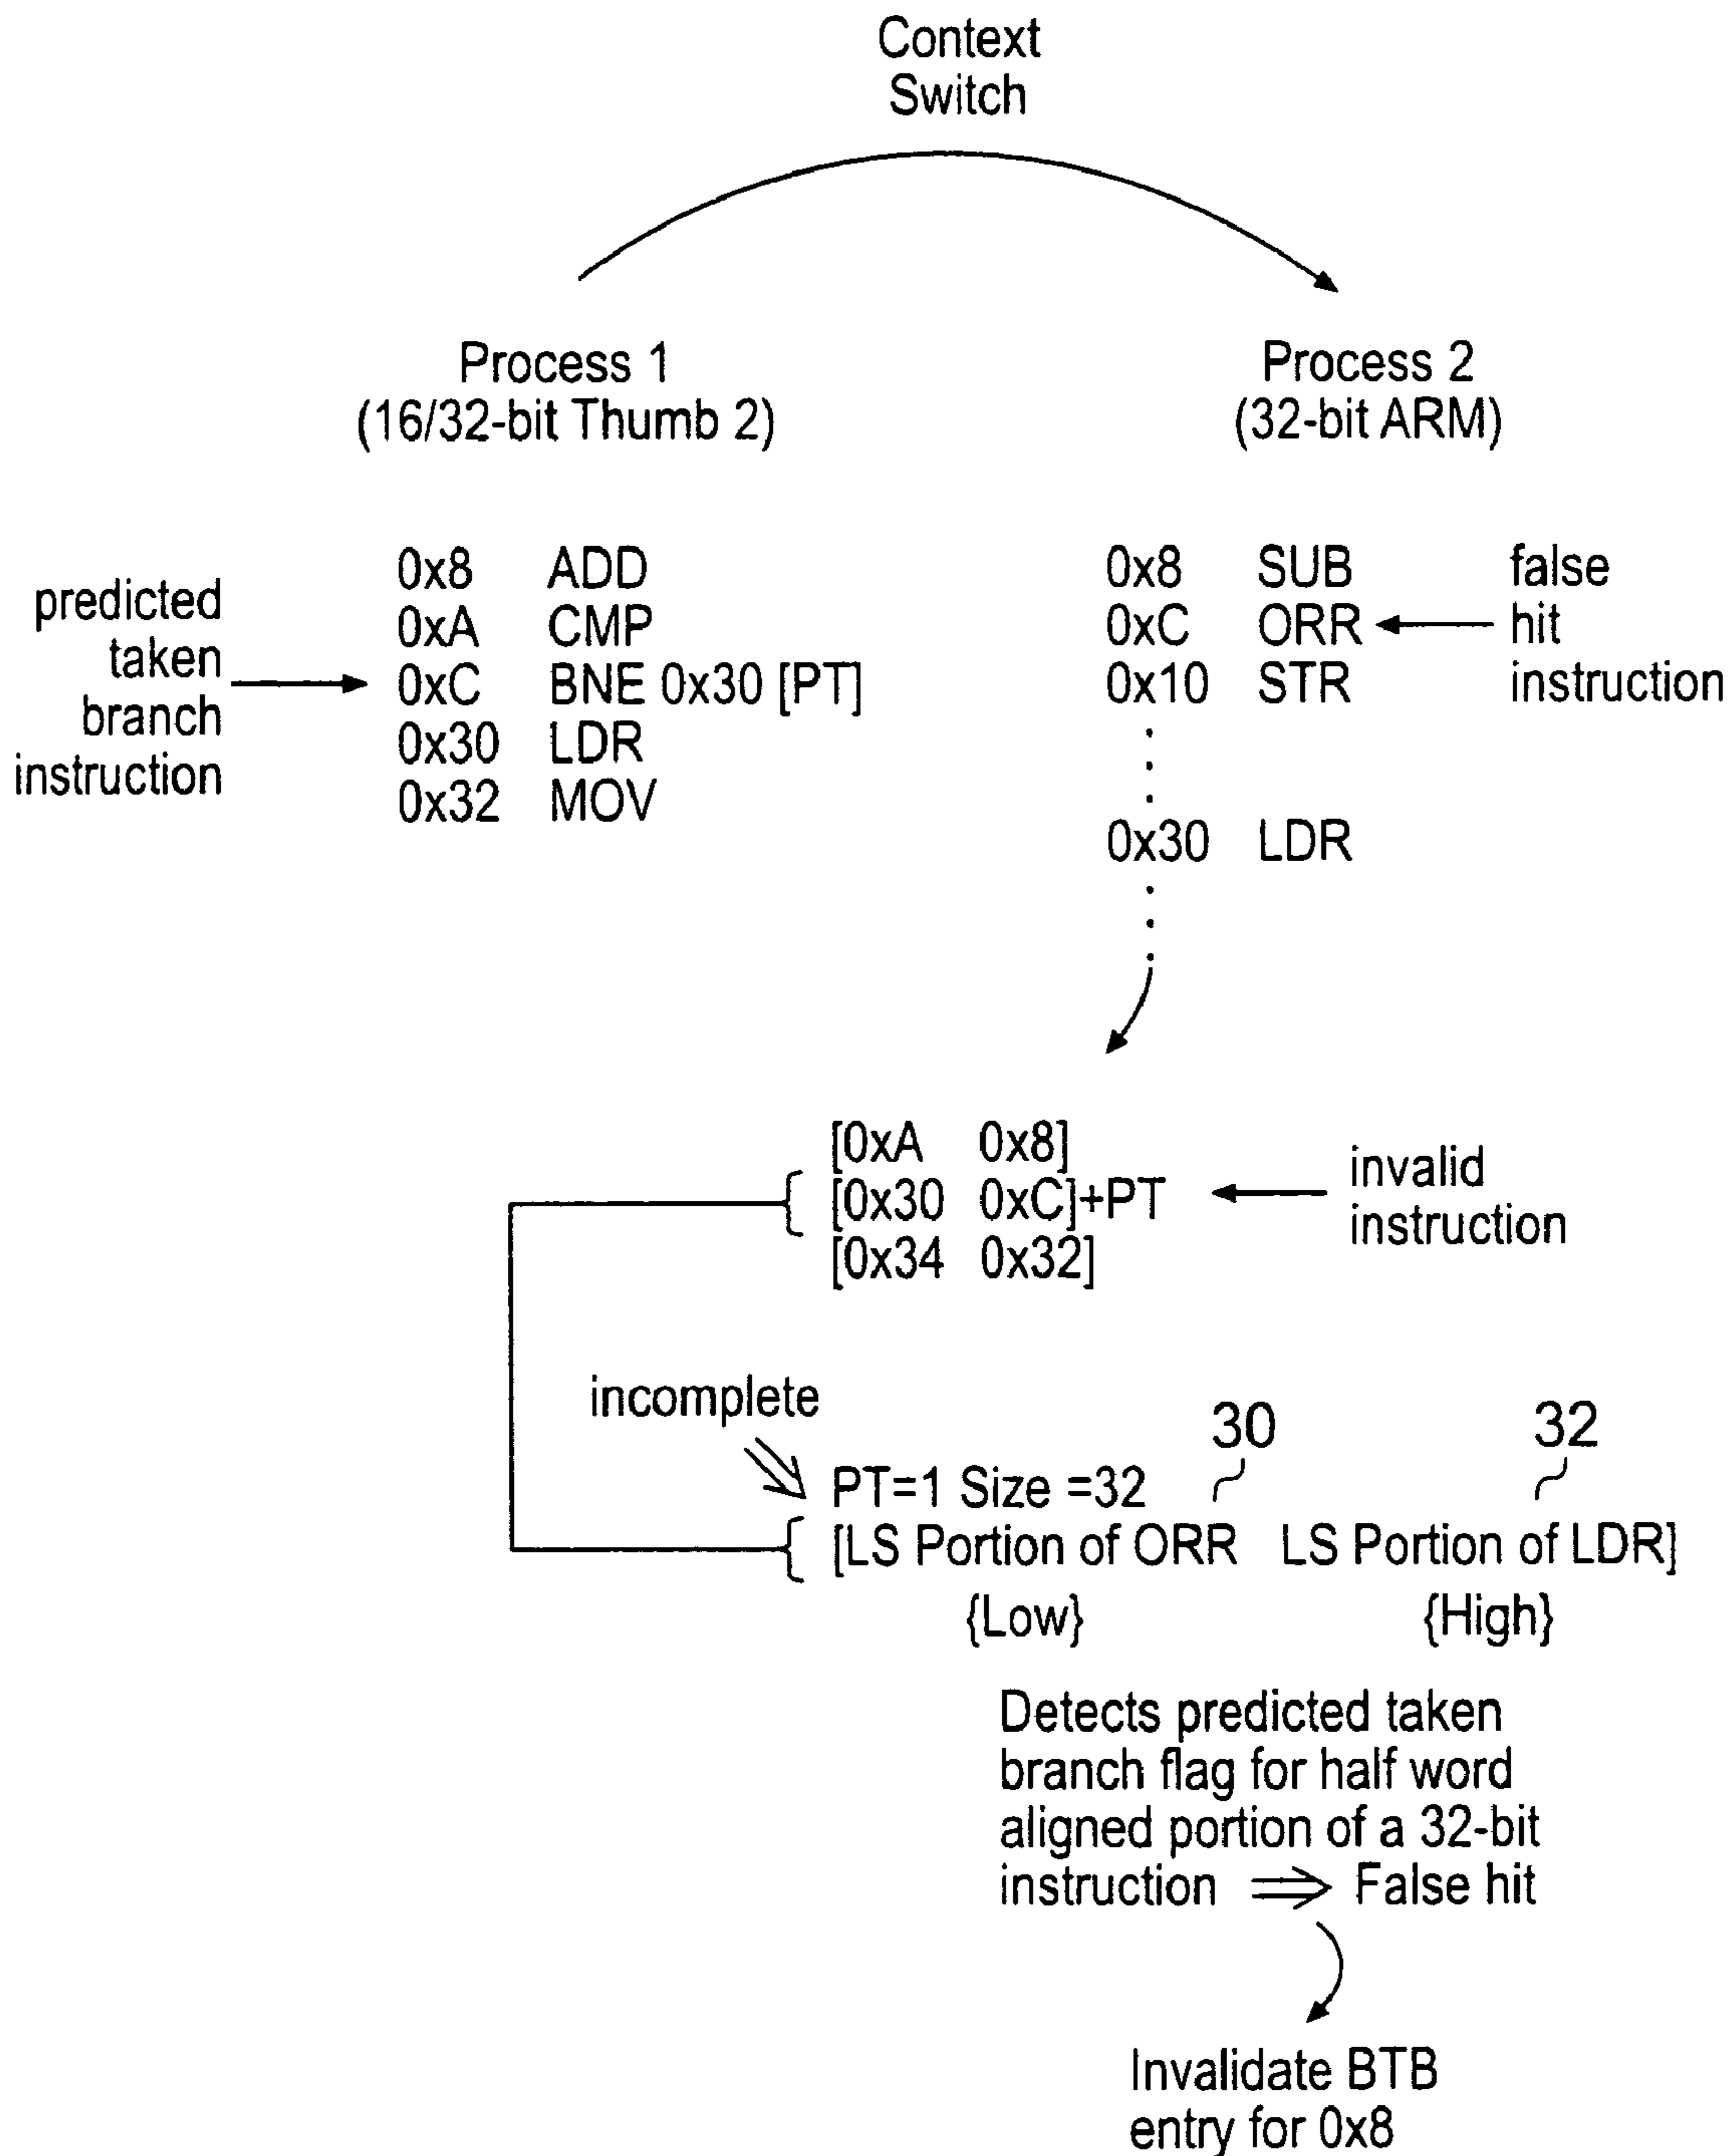 Context
Switch
Process 1
(16/32-bit Thumb 2)
Process 2
(32-bit ARM)
predicted
taken
branch
instruction
0x8 ADD
0xA CMP
0xC BNE 0x30 [PT]
0x30 LDR
0x32 MOV
0x8 SUB
0xC ORR
0x10 STR
0x30 LDR
false
hit
instruction
[0xA 0x8]
[0x30 0xC]+PT
[0x34 0x32]
invalid
instruction
incomplete
30
32
PT=1 Size =32
[LS Portion of ORR LS Portion of LDR]
{Low} {High}
Detects predicted taken
branch flag for half word
aligned portion of a 32-bit
instruction ⇒ False hit
Invalidate BTB
entry for 0x8